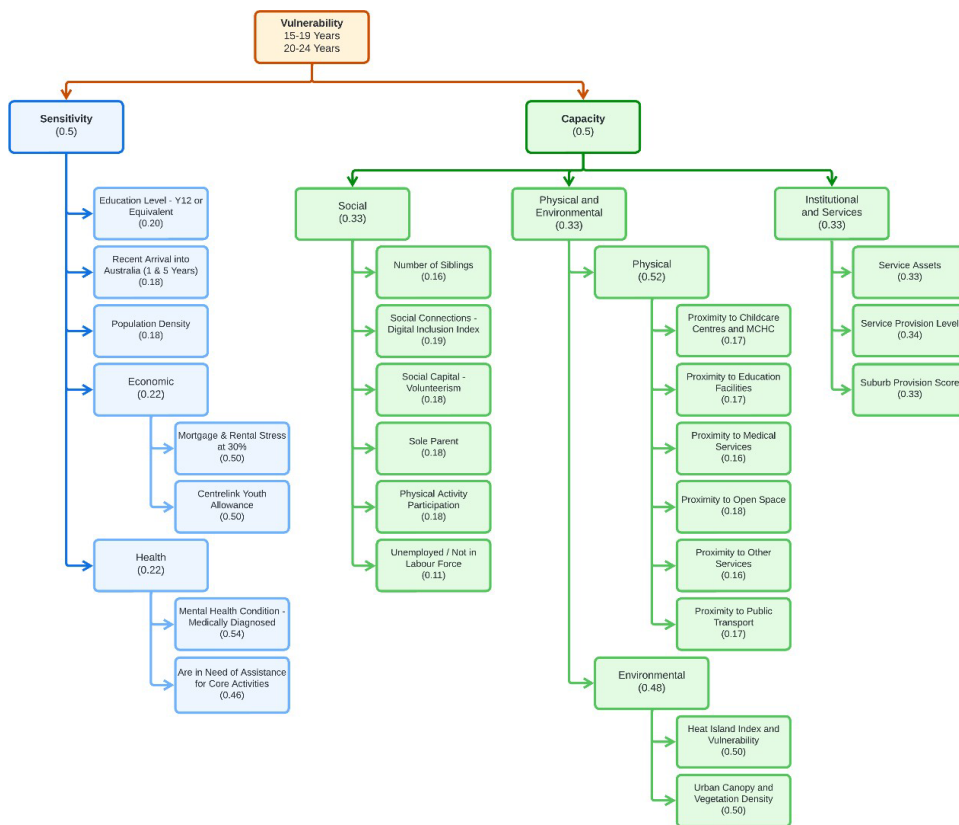 Vulnerability
15-19 Years
20-24 Years
Sensitivity
(0.5)
Education Level - Y12 or
Equivalent
(0.20)
Recent Arrival into
Australia (1 & 5 Years)
(0.18)
Population Density
(0.18)
Economic
(0.22)
Mortgage & Rental Stress
at 30%
(0.50)
Centrelink Youth
Allowance
(0.50)
Health
(0.22)
Mental Health Condition -
Medically Diagnosed
(0.54)
Are in Need of Assistance
for Core Activities
(0.46)
Capacity
(0.5)
Social
(0.33)
Number of Siblings
(0.16)
Social Connections -
Digital Inclusion Index
(0.19)
Social Capital -
Volunteerism
(0.18)
Sole Parent
(0.18)
Physical Activity
Participation
(0.18)
Unemployed / Not in
Labour Force
(0.11)
Physical and
Environmental
(0.33)
Physical
(0.52)
Proximity to Childcare
Centres and MCHC
(0.17)
Proximity to Education
Facilities
(0.17)
Proximity to Medical
Services
(0.16)
Proximity to Open Space
(0.18)
Proximity to Other
Services
(0.16)
Proximity to Public
Transport
(0.17)
Environmental
(0.48)
Heat Island Index and
Vulnerability
(0.50)
Urban Canopy and
Vegetation Density
(0.50)
Institutional
and Services
(0.33)
Service Assets
(0.33)
Service Provision Level
(0.34)
Suburb Provision Score
(0.33)